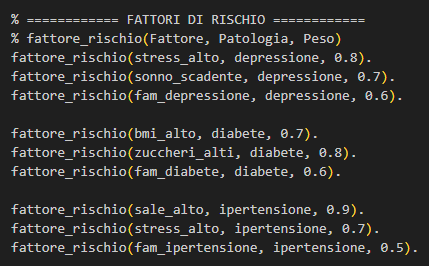 % ============ FATTORI DI RISCHIO ============
% fattore_rischio(Fattore, Patologia, Peso)
fattore_rischio(stress_alto, depressione, 0.8).
fattore_rischio(sonno_scadente, depressione, 0.7).
fattore_rischio(fam_depressione, depressione, 0.6).
fattore_rischio(bmi_alto, diabete, 0.7).
fattore_rischio(zuccheri_alti, diabete, 0.8).
fattore_rischio(fam_diabete, diabete, 0.6).
fattore_rischio(sale_alto, ipertensione, 0.9).
fattore_rischio(stress_alto, ipertensione, 0.7).
fattore_rischio(fam_ipertensione, ipertensione, 0.5).